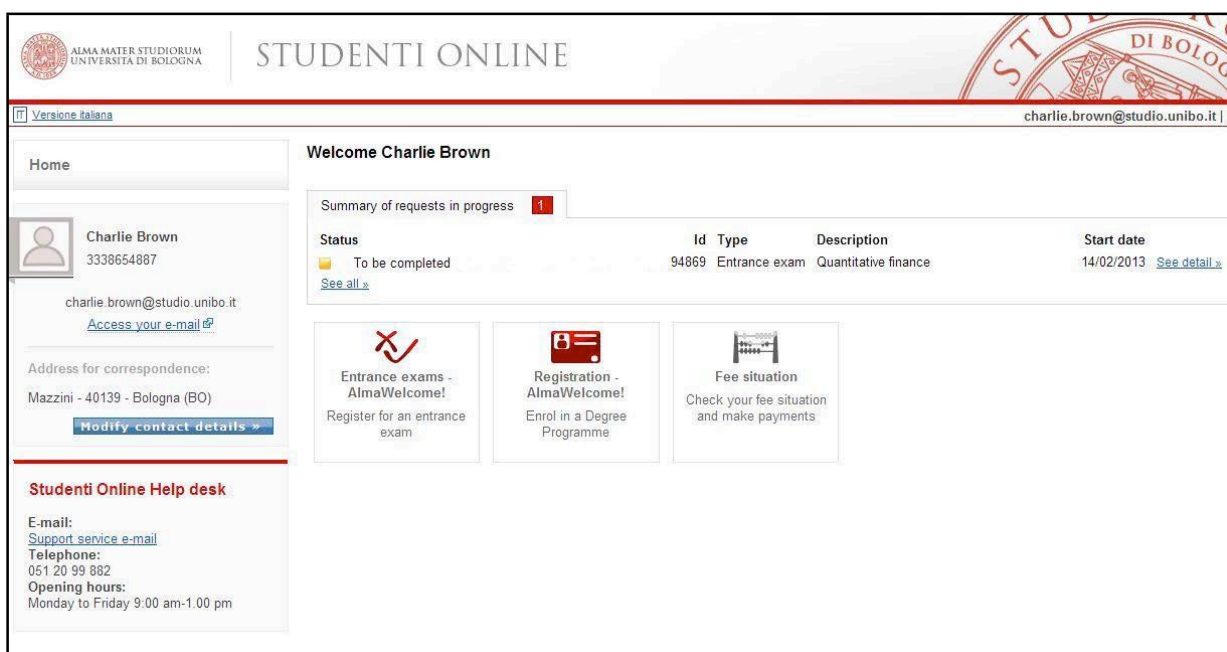 ALMA MATER STUDIORUM
UNIVERSITÀ DI BOLOGNA
STUDENTI ONLINE
DI BOLOG
IT Versione italiana
charlie.brown@studio.unibo.it |
Home
Charlie Brown
3338654887
charlie.brown@studio.unibo.it
Access your e-mail
Address for correspondence:
Mazzini - 40139 - Bologna (BO)
Modify contact details »
Studenti Online Help desk
E-mail:
Support service e-mail
Telephone:
051 20 99 882
Opening hours:
Monday to Friday 9:00 am-1.00 pm
Welcome Charlie Brown
Summary of requests in progress 1
Status Id Type Description Start date
To be completed 94869 Entrance exam Quantitative finance 14/02/2013 See detail »
See all »
Entrance exams -
AlmaWelcome!
Register for an entrance
exam
Registration -
AlmaWelcome!
Enrol in a Degree
Programme
Fee situation
Check your fee situation
and make payments